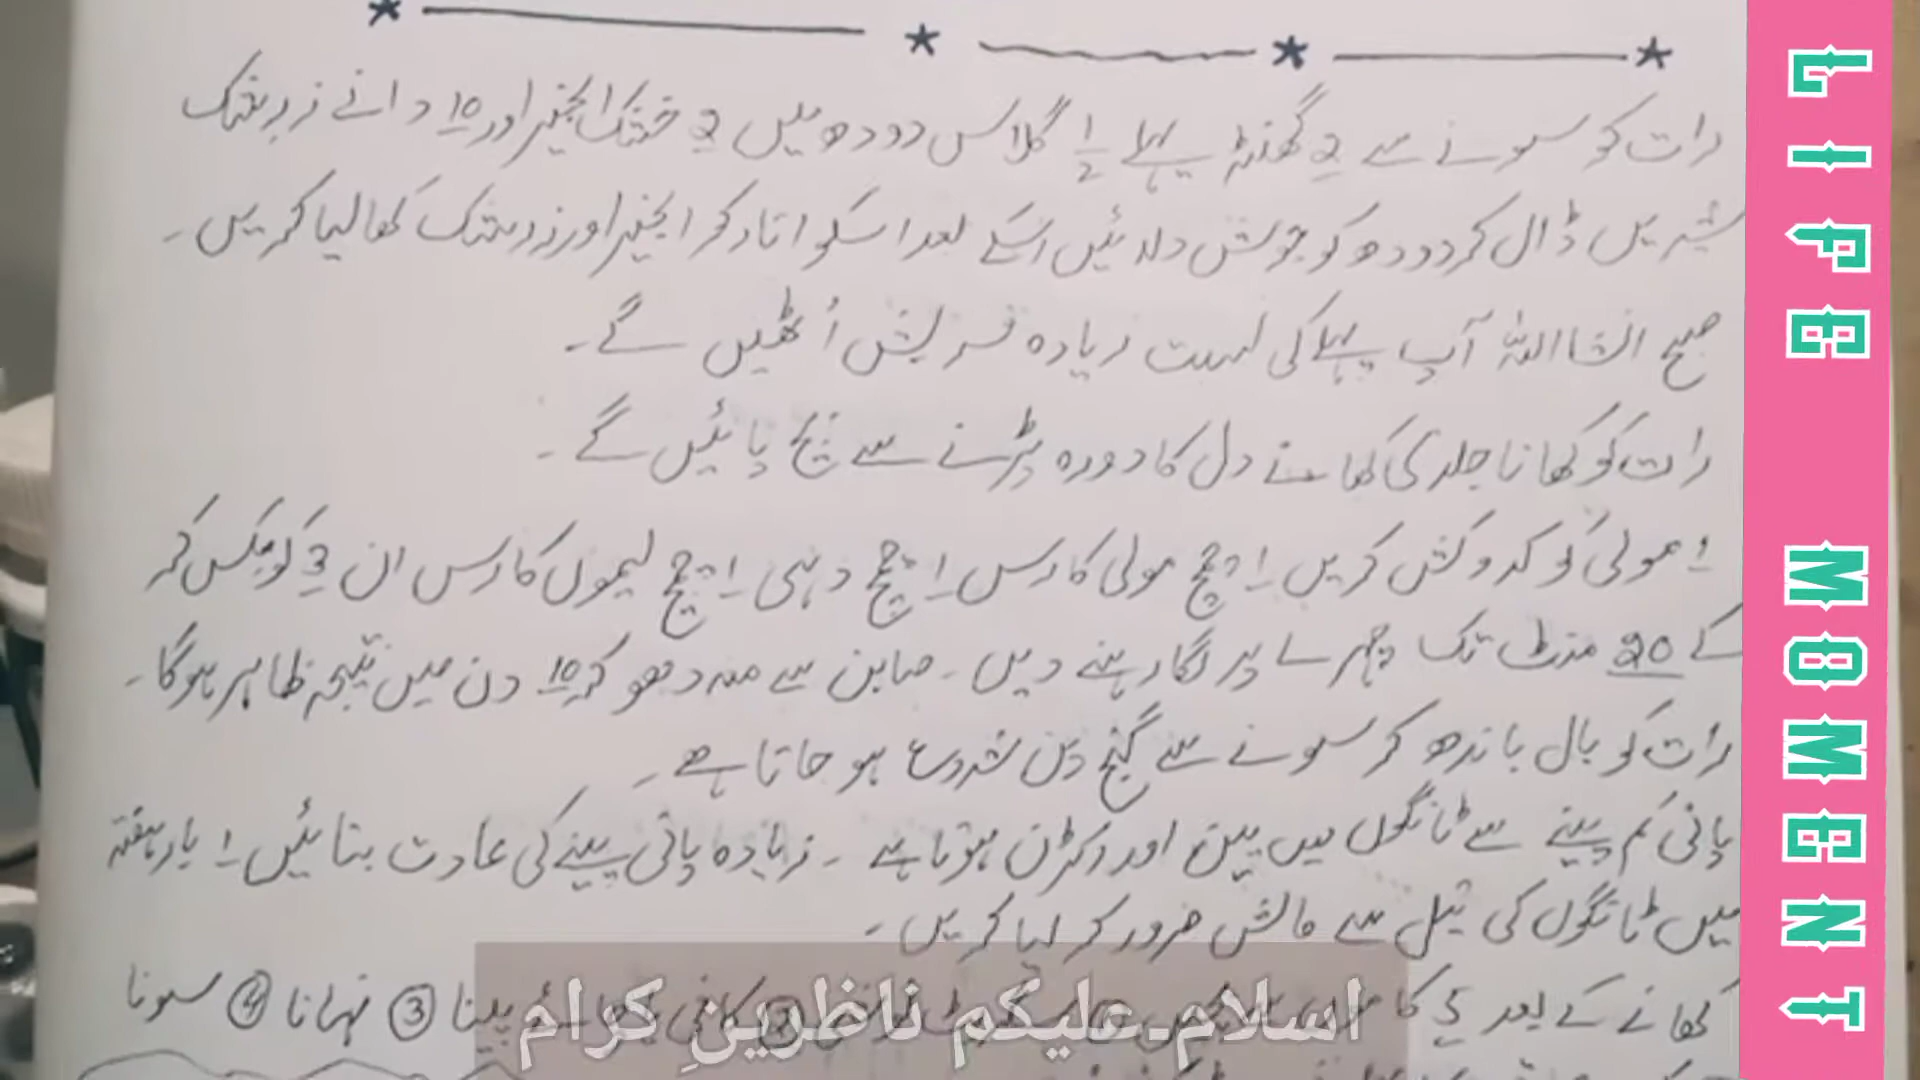 رات کو سونے سے 2 گھنٹہ پہلے 1/2 گلاس دودھ میں 2 خشک انجیر اور 10 دانے زرشک
شیریں ڈال کر دودھ کو جوش دلائیں اسکے بعد اسکو اتار کر انجیر اور زرشک کھا لیا کریں۔
صبح انشااللہ آپ پہلے کی نسبت زیادہ فریش اُٹھیں گے۔
رات کو کھانا جلدی کھانے دل کا دورہ پڑنے سے بچ پائیں گے۔
1 مولی کو کدوکش کریں 1 چمچ مولی کا رس 1 چمچ دہی 1 چمچ لیموں کا رس ان 3 کو مکس کر
کے 20 منٹ تک چہرے پر لگا رہنے دیں۔ صابن سے منہ دھو کر 10 دن میں نتیجہ ظاہر ہوگا۔
رات کو بال باندھ کر سونے سے گنج پن شروع ہو جاتا ہے۔
پانی کم پینے سے ٹانگوں میں پین اور اکڑن ہوتا ہے۔ زیادہ پانی پینے کی عادت بنائیں 1 بار ہفتہ
میں ٹانگوں کی تیل سے مالش ضرور کر لیا کریں۔
کھانے کے بعد 5 پینا ③ نہانا ④ سونا
اسلام۔علیکم ناظرینِ کرام
LIFE MOMENT